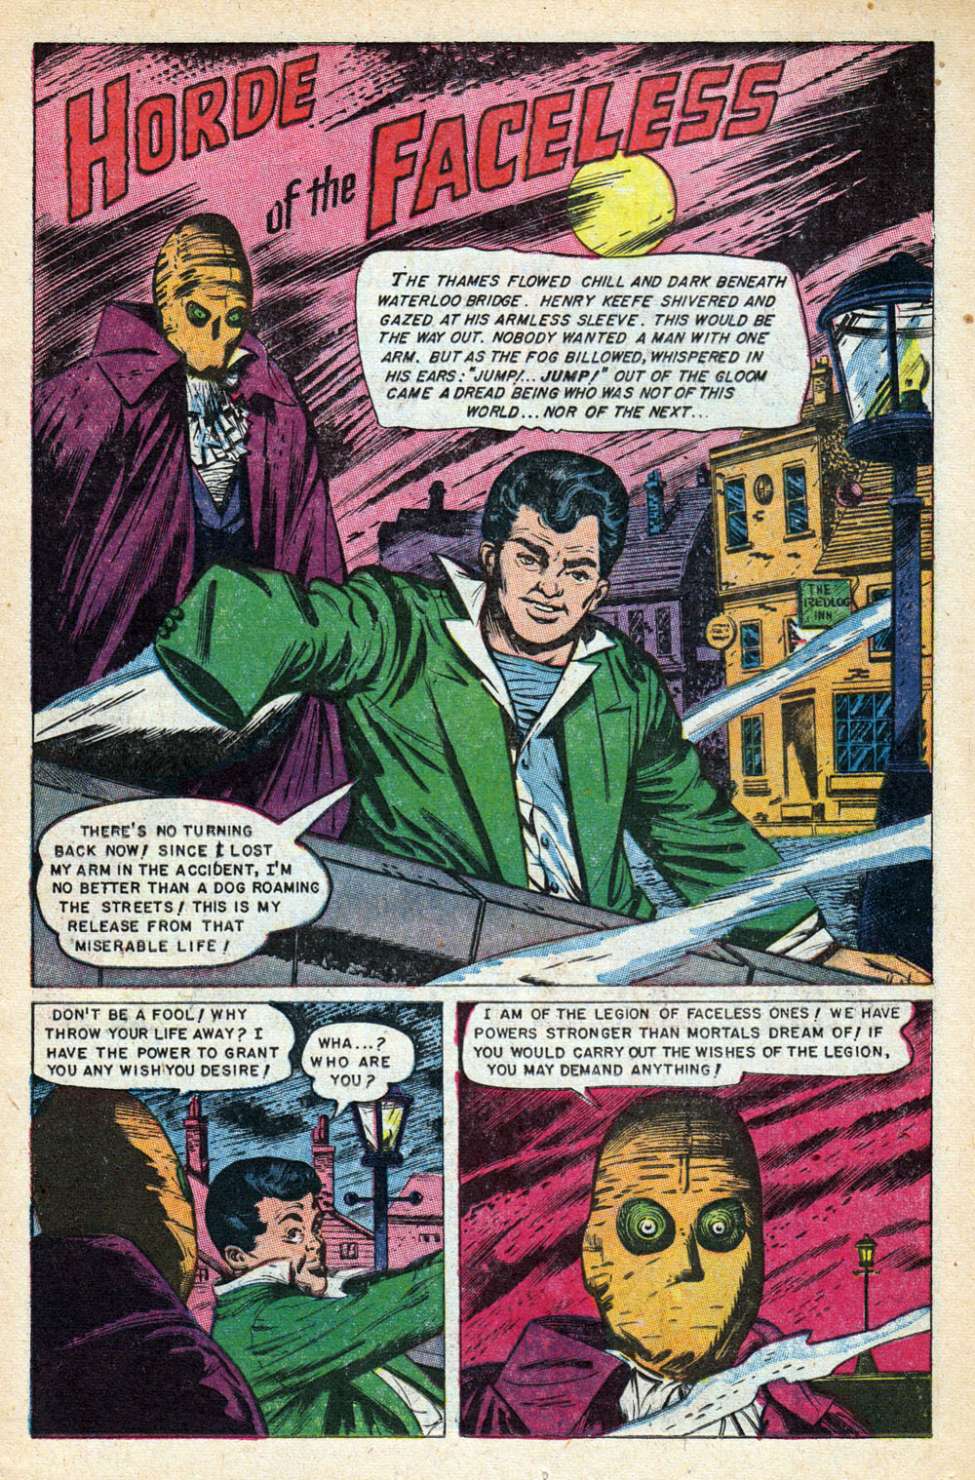 HORDE
of the FACELESS
THE THAMES FLOWED CHILL AND DARK BENEATH
WATERLOO BRIDGE. HENRY KEEFE SHIVERED AND
GAZED AT HIS ARMLESS SLEEVE. THIS WOULD BE
THE WAY OUT. NOBODY WANTED A MAN WITH ONE
ARM. BUT AS THE FOG BILLOWED, WHISPERED IN
HIS EARS: "JUMP!... JUMP!" OUT OF THE GLOOM
CAME A DREAD BEING WHO WAS NOT OF THIS
WORLD... NOR OF THE NEXT...
THE
REDLOG
INN
THERE'S NO TURNING
BACK NOW! SINCE I LOST
MY ARM IN THE ACCIDENT, I'M
NO BETTER THAN A DOG ROAMING
THE STREETS! THIS IS MY
RELEASE FROM THAT
MISERABLE LIFE!
DON'T BE A FOOL! WHY
THROW YOUR LIFE AWAY? I
HAVE THE POWER TO GRANT
YOU ANY WISH YOU DESIRE!
WHA...?
WHO ARE
YOU?
I AM OF THE LEGION OF FACELESS ONES! WE HAVE
POWERS STRONGER THAN MORTALS DREAM OF! IF
YOU WOULD CARRY OUT THE WISHES OF THE LEGION,
YOU MAY DEMAND ANYTHING!